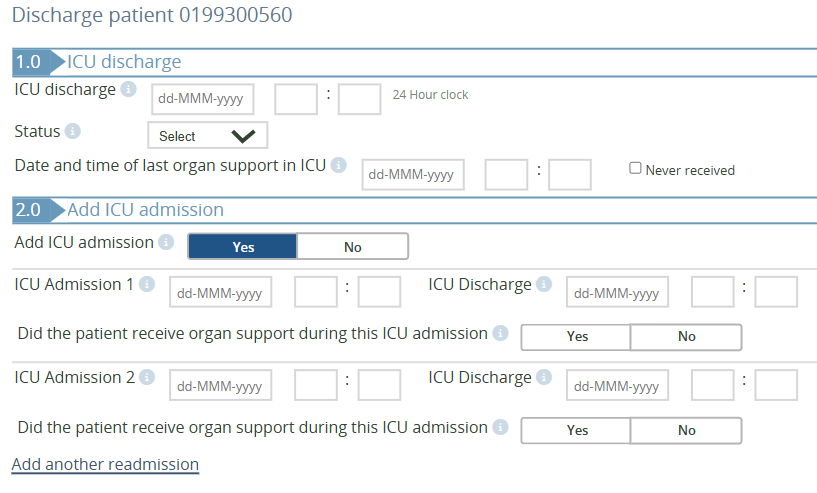 Discharge patient 0199300560
1.0 ICU discharge
ICU discharge i dd-MMM-yyyy : 24 Hour clock
Status i Select
Date and time of last organ support in ICU i dd-MMM-yyyy : Never received
2.0 Add ICU admission
Add ICU admission i Yes No
ICU Admission 1 i dd-MMM-yyyy : ICU Discharge i dd-MMM-yyyy :
Did the patient receive organ support during this ICU admission i Yes No
ICU Admission 2 i dd-MMM-yyyy : ICU Discharge i dd-MMM-yyyy :
Did the patient receive organ support during this ICU admission i Yes No
Add another readmission